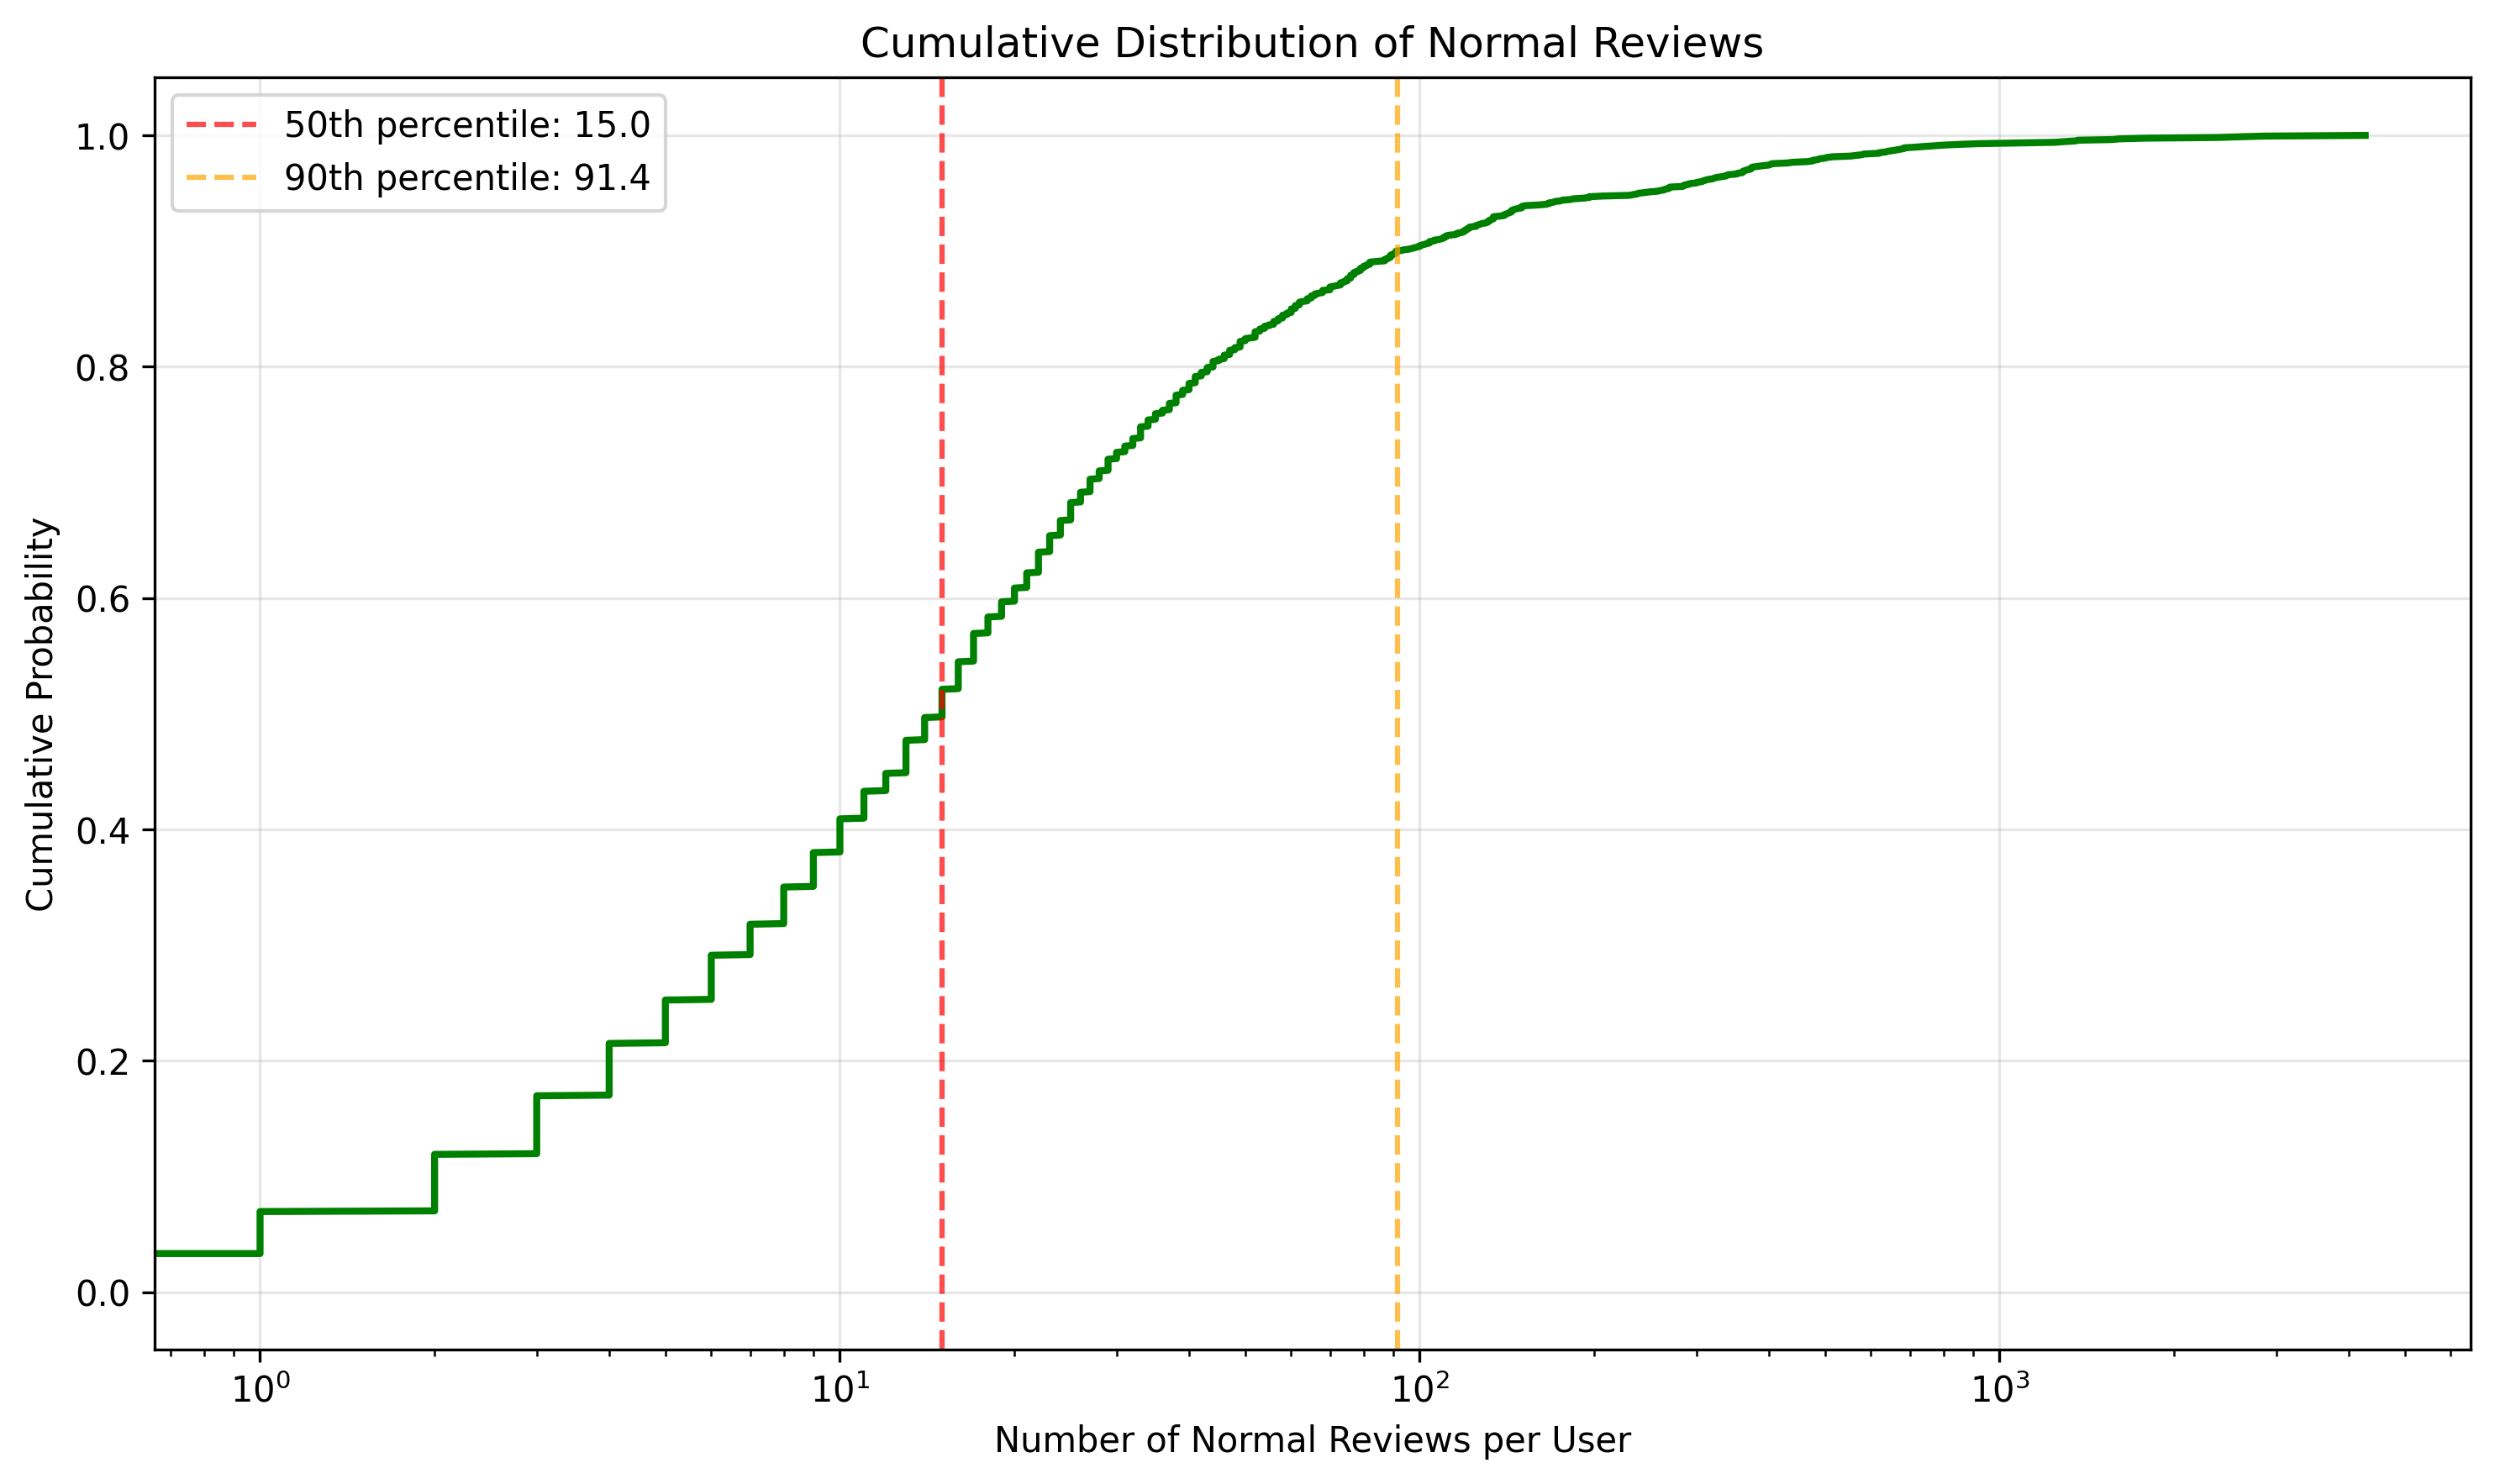 Cumulative Distribution of Normal Reviews
50th percentile: 15.0
90th percentile: 91.4
Cumulative Probability
1.0
0.8
0.6
0.4
0.2
0.0
10⁰ 10¹ 10² 10³
Number of Normal Reviews per User